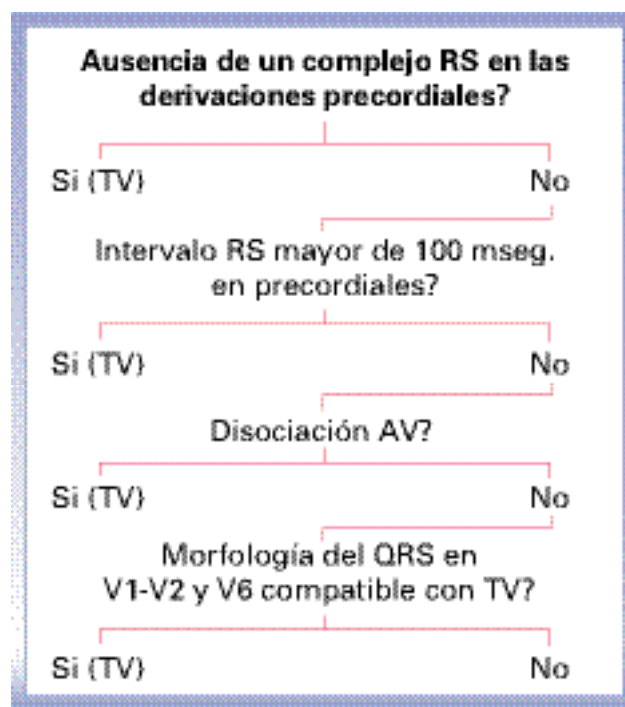 Ausencia de un complejo RS en las
derivaciones precordiales?
Si (TV) No
Intervalo RS mayor de 100 mseg.
en precordiales?
Si (TV) No
Disociación AV?
Si (TV) No
Morfología del QRS en
V1-V2 y V6 compatible con TV?
Si (TV) No